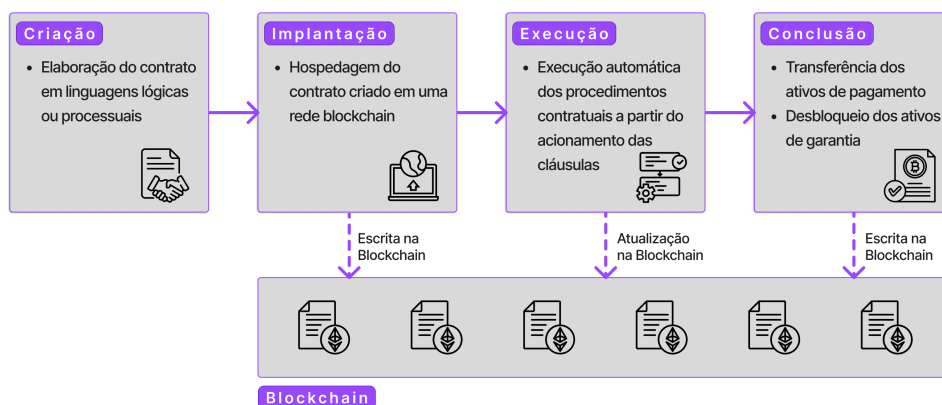 Criação
• Elaboração do contrato
em linguagens lógicas
ou processuais
Implantação
• Hospedagem do
contrato criado em uma
rede blockchain
Execução
• Execução automática
dos procedimentos
contratuais a partir do
acionamento das
cláusulas
Conclusão
• Transferência dos
ativos de pagamento
• Desbloqueio dos ativos
de garantia
Escrita na
Blockchain
Atualização
na Blockchain
Escrita na
Blockchain
Blockchain